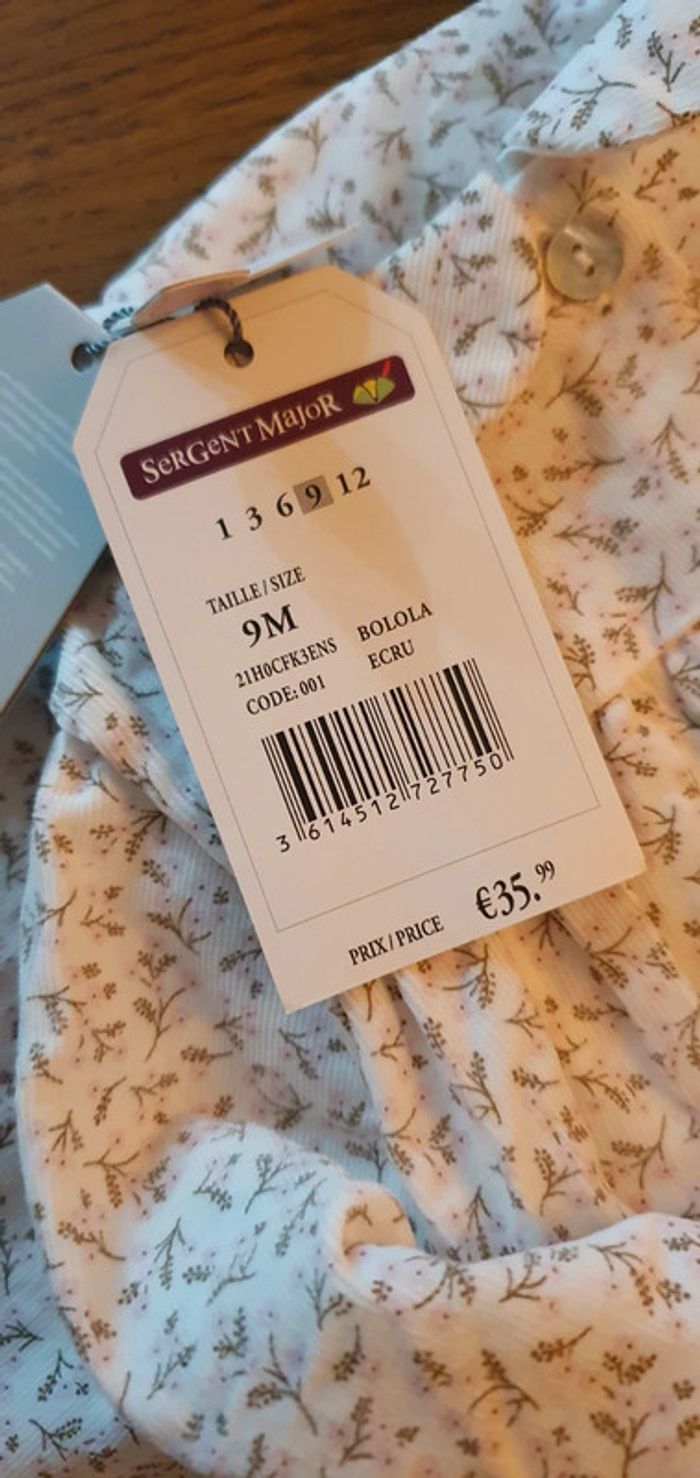 SeRGeNT MaJoR
1 3 6 9 12
TAILLE / SIZE
9M
21H0CFK3ENS BOLOLA
CODE: 001 ECRU
3 614512 727750
PRIX / PRICE €35.99